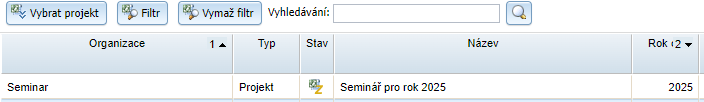 Vybrat projekt Filtr Vymaž filtr Vyhledávání:
Organizace 1 Typ Stav Název Rok 2
Seminar Projekt Seminář pro rok 2025 2025